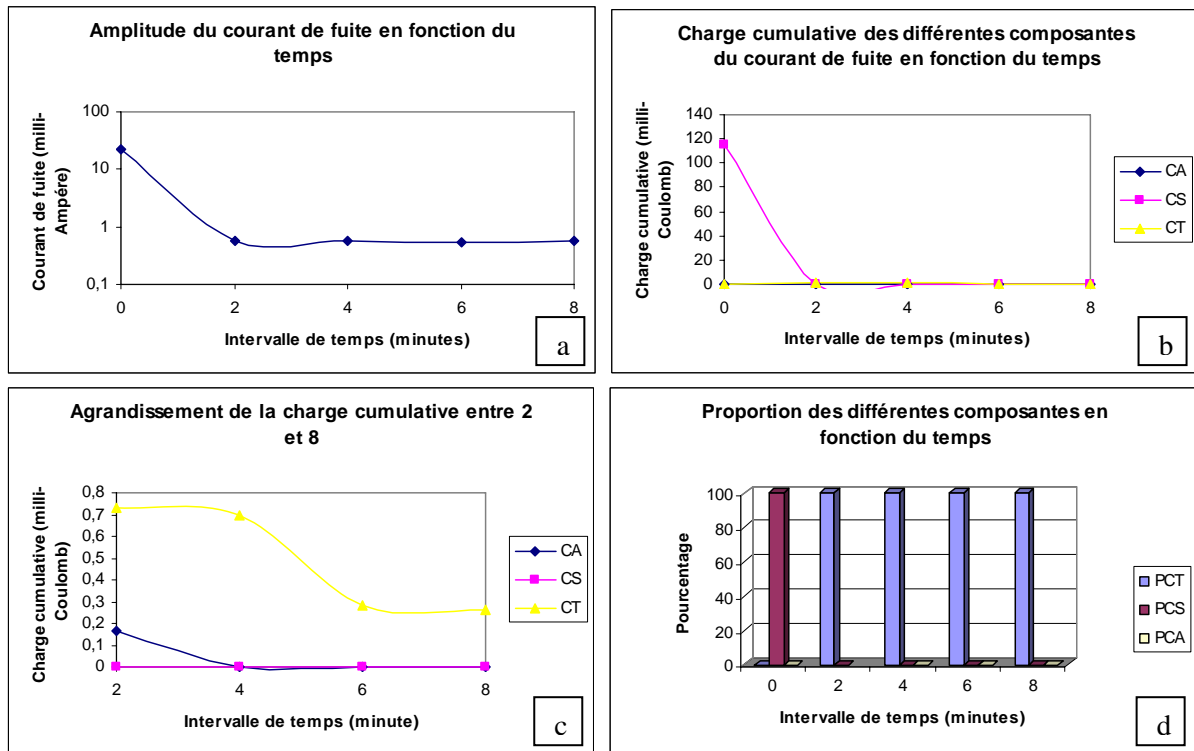 Amplitude du courant de fuite en fonction du
temps
Courant de fuite (milli-
Ampére)
100
10
1
0,1
0
2
4
6
8
Intervalle de temps (minutes)
a
Charge cumulative des différentes composantes
du courant de fuite en fonction du temps
Charge cumulative (milli-
Coulomb)
140
120
100
80
60
40
20
0
0
2
4
6
8
Intervalle de temps (minutes)
CA
CS
CT
b
Agrandissement de la charge cumulative entre 2
et 8
Charge cumulative (milli-
Coulomb)
0,8
0,7
0,6
0,5
0,4
0,3
0,2
0,1
0
2
4
6
8
Intervalle de temps (minute)
CA
CS
CT
c
Proportion des différentes composantes en
fonction du temps
Pourcentage
100
80
60
40
20
0
0
2
4
6
8
Intervalle de temps (minutes)
PCT
PCS
PCA
d